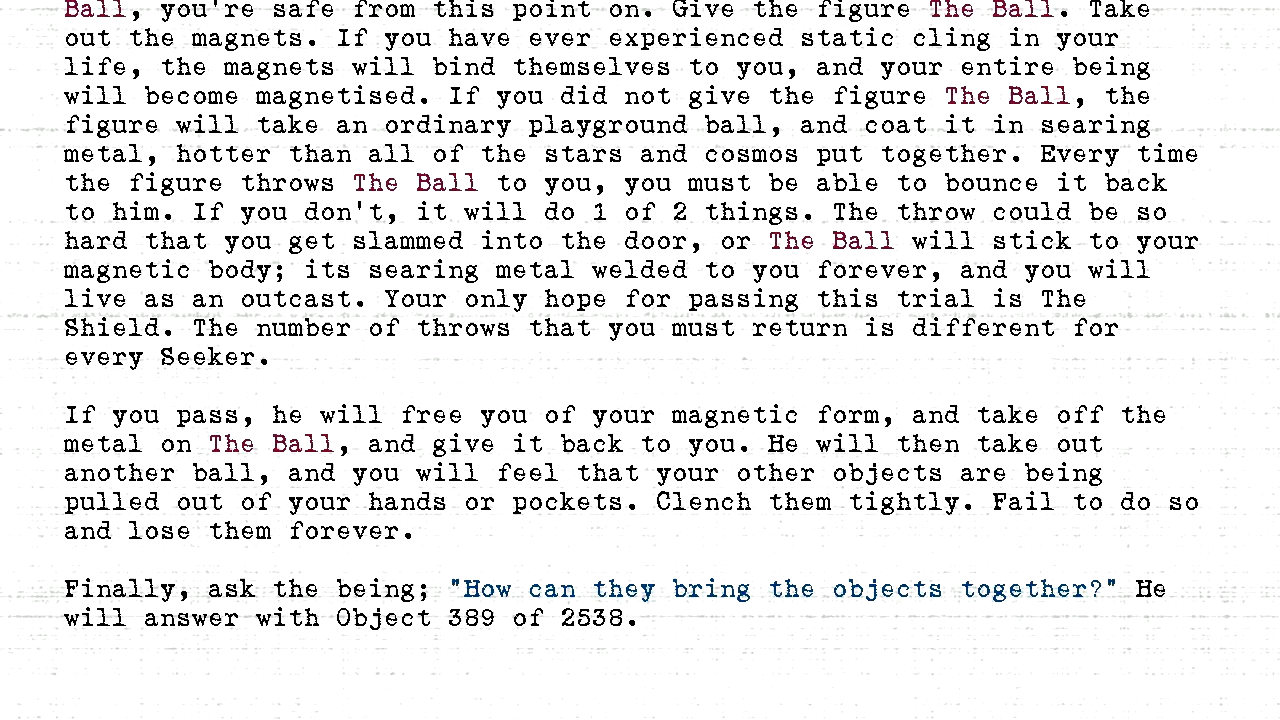 Ball, you're safe from this point on. Give the figure The Ball. Take
out the magnets. If you have ever experienced static cling in your
life, the magnets will bind themselves to you, and your entire being
will become magnetised. If you did not give the figure The Ball, the
figure will take an ordinary playground ball, and coat it in searing
metal, hotter than all of the stars and cosmos put together. Every time
the figure throws The Ball to you, you must be able to bounce it back
to him. If you don't, it will do 1 of 2 things. The throw could be so
hard that you get slammed into the door, or The Ball will stick to your
magnetic body; its searing metal welded to you forever, and you will
live as an outcast. Your only hope for passing this trial is The
Shield. The number of throws that you must return is different for
every Seeker.
If you pass, he will free you of your magnetic form, and take off the
metal on The Ball, and give it back to you. He will then take out
another ball, and you will feel that your other objects are being
pulled out of your hands or pockets. Clench them tightly. Fail to do so
and lose them forever.
Finally, ask the being; "How can they bring the objects together?" He
will answer with Object 389 of 2538.